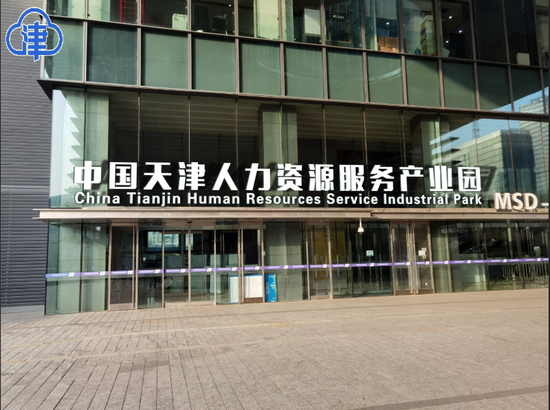 津
中国天津人力资源服务产业园
China Tianjin Human Resources Service Industrial Park
MSD-